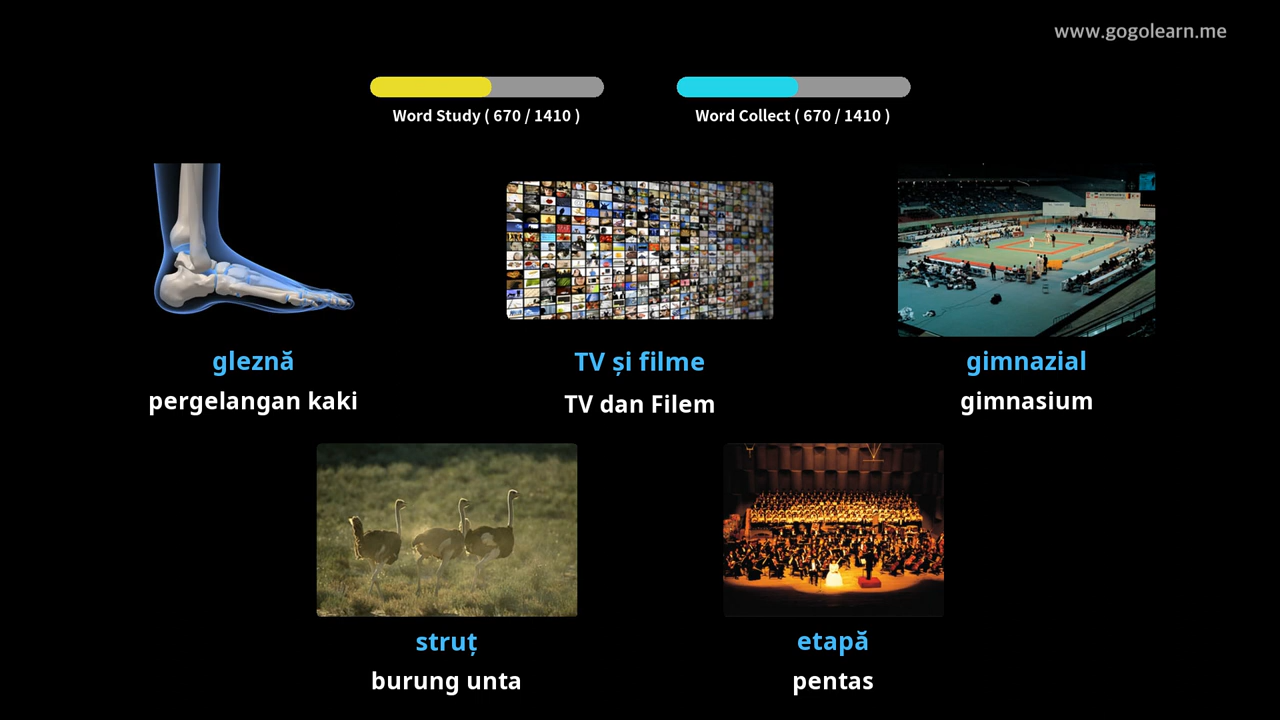 www.gogolearn.me
Word Study ( 670 / 1410 )
Word Collect ( 670 / 1410 )
gleznă
pergelangan kaki
TV și filme
TV dan Filem
gimnazial
gimnasium
struț
burung unta
etapă
pentas